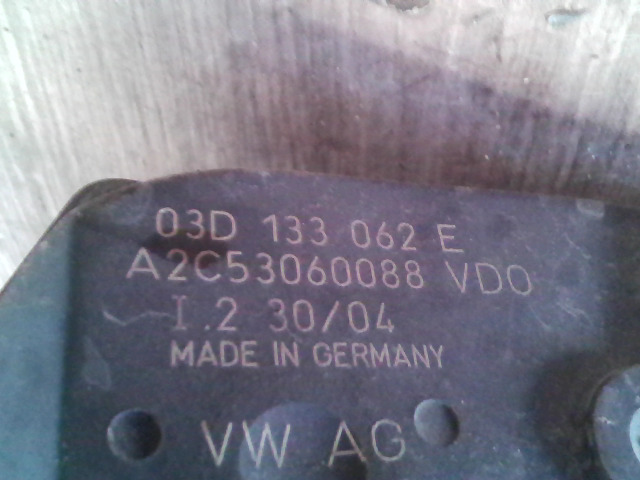 03D 133 062 E
A2C53060088 VDO
I.2 30/04
MADE IN GERMANY
VW AG